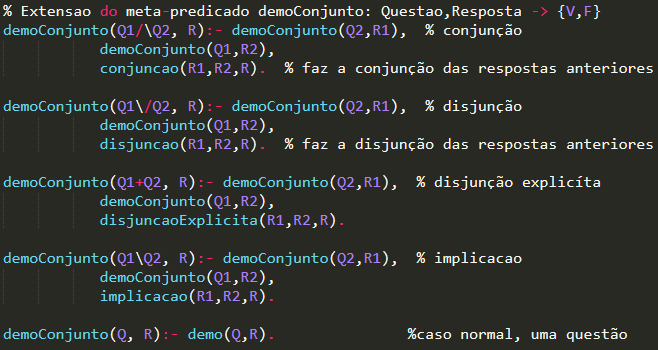 % Extensao do meta-predicado demoConjunto: Questao,Resposta -> {V,F}
demoConjunto(Q1/\Q2, R):- demoConjunto(Q2,R1), % conjunção
demoConjunto(Q1,R2),
conjuncao(R1,R2,R). % faz a conjunção das respostas anteriores
demoConjunto(Q1\/Q2, R):- demoConjunto(Q2,R1), % disjunção
demoConjunto(Q1,R2),
disjuncao(R1,R2,R). % faz a disjunção das respostas anteriores
demoConjunto(Q1+Q2, R):- demoConjunto(Q2,R1), % disjunção explicíta
demoConjunto(Q1,R2),
disjuncaoExplicita(R1,R2,R).
demoConjunto(Q1\Q2, R):- demoConjunto(Q2,R1), % implicacao
demoConjunto(Q1,R2),
implicacao(R1,R2,R).
demoConjunto(Q, R):- demo(Q,R). %caso normal, uma questão